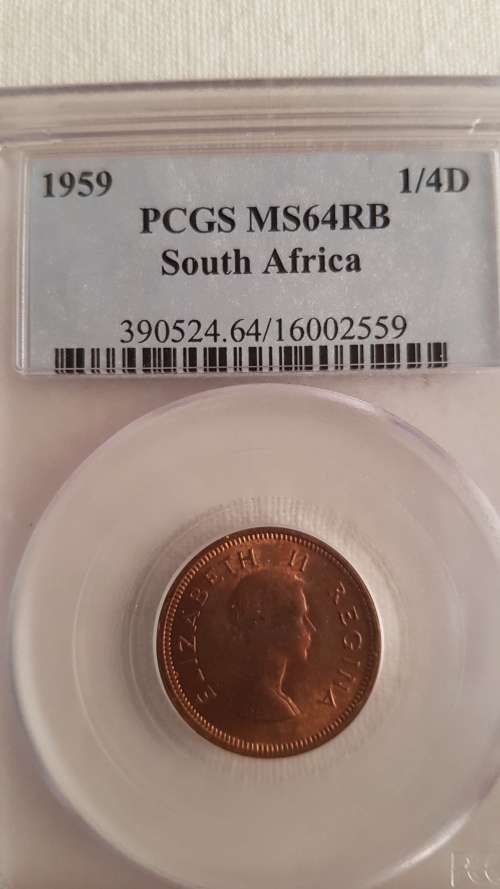 1959 1/4D
PCGS MS64RB
South Africa
390524.64/16002559
ELIZABETH II REGINA